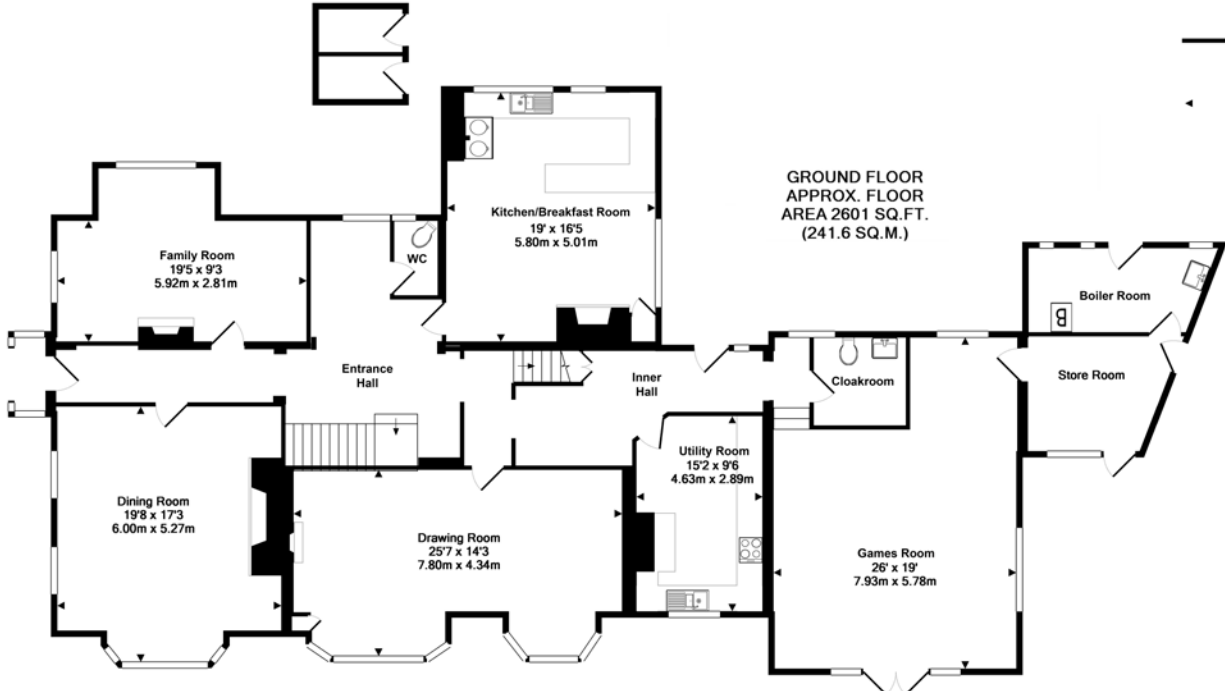 GROUND FLOOR
APPROX. FLOOR
AREA 2601 SQ.FT.
(241.6 SQ.M.)
Kitchen/Breakfast Room
19' x 16'5
5.80m x 5.01m
Family Room
19'5 x 9'3
5.92m x 2.81m
WC
Boiler Room
B
Entrance
Hall
Inner
Hall
Cloakroom
Store Room
Utility Room
15'2 x 9'6
4.63m x 2.89m
Dining Room
19'8 x 17'3
6.00m x 5.27m
Drawing Room
25'7 x 14'3
7.80m x 4.34m
Games Room
26' x 19'
7.93m x 5.78m